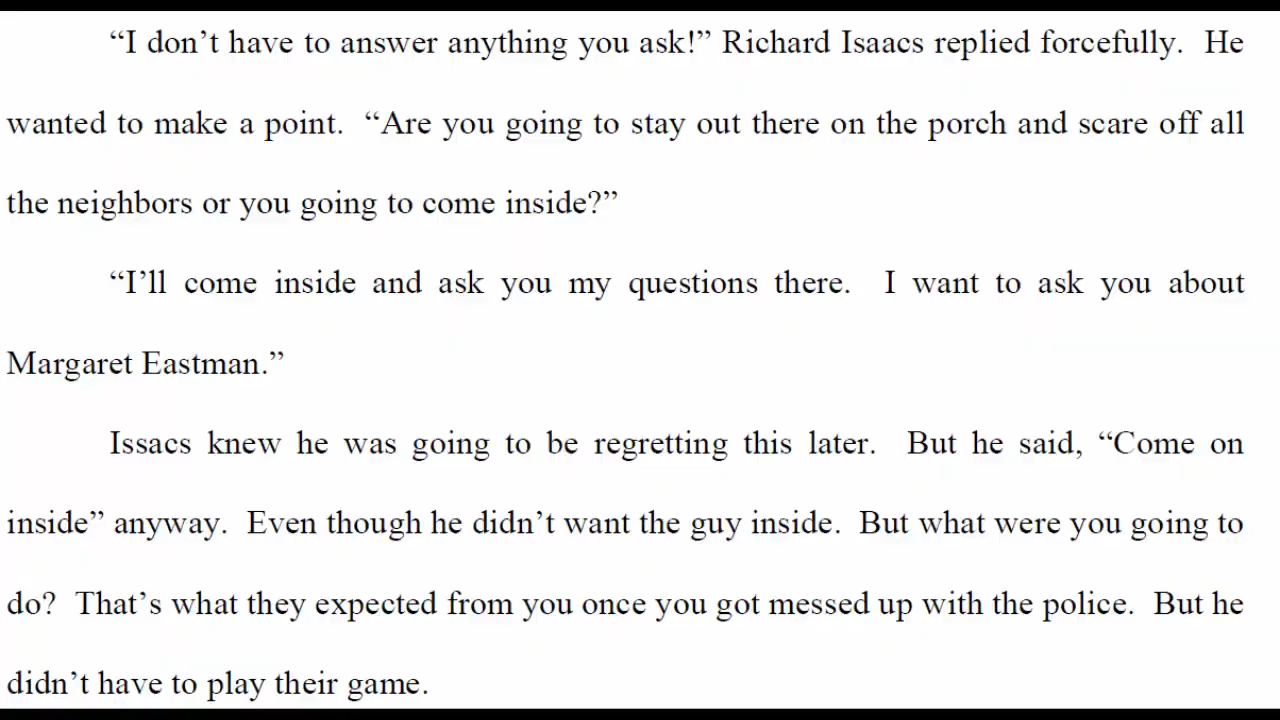 “I don’t have to answer anything you ask!” Richard Isaacs replied forcefully.  He
wanted to make a point.  “Are you going to stay out there on the porch and scare off all
the neighbors or you going to come inside?”
“I’ll come inside and ask you my questions there.  I want to ask you about
Margaret Eastman.”
Issacs knew he was going to be regretting this later.  But he said, “Come on
inside” anyway.  Even though he didn’t want the guy inside.  But what were you going to
do?  That’s what they expected from you once you got messed up with the police.  But he
didn’t have to play their game.